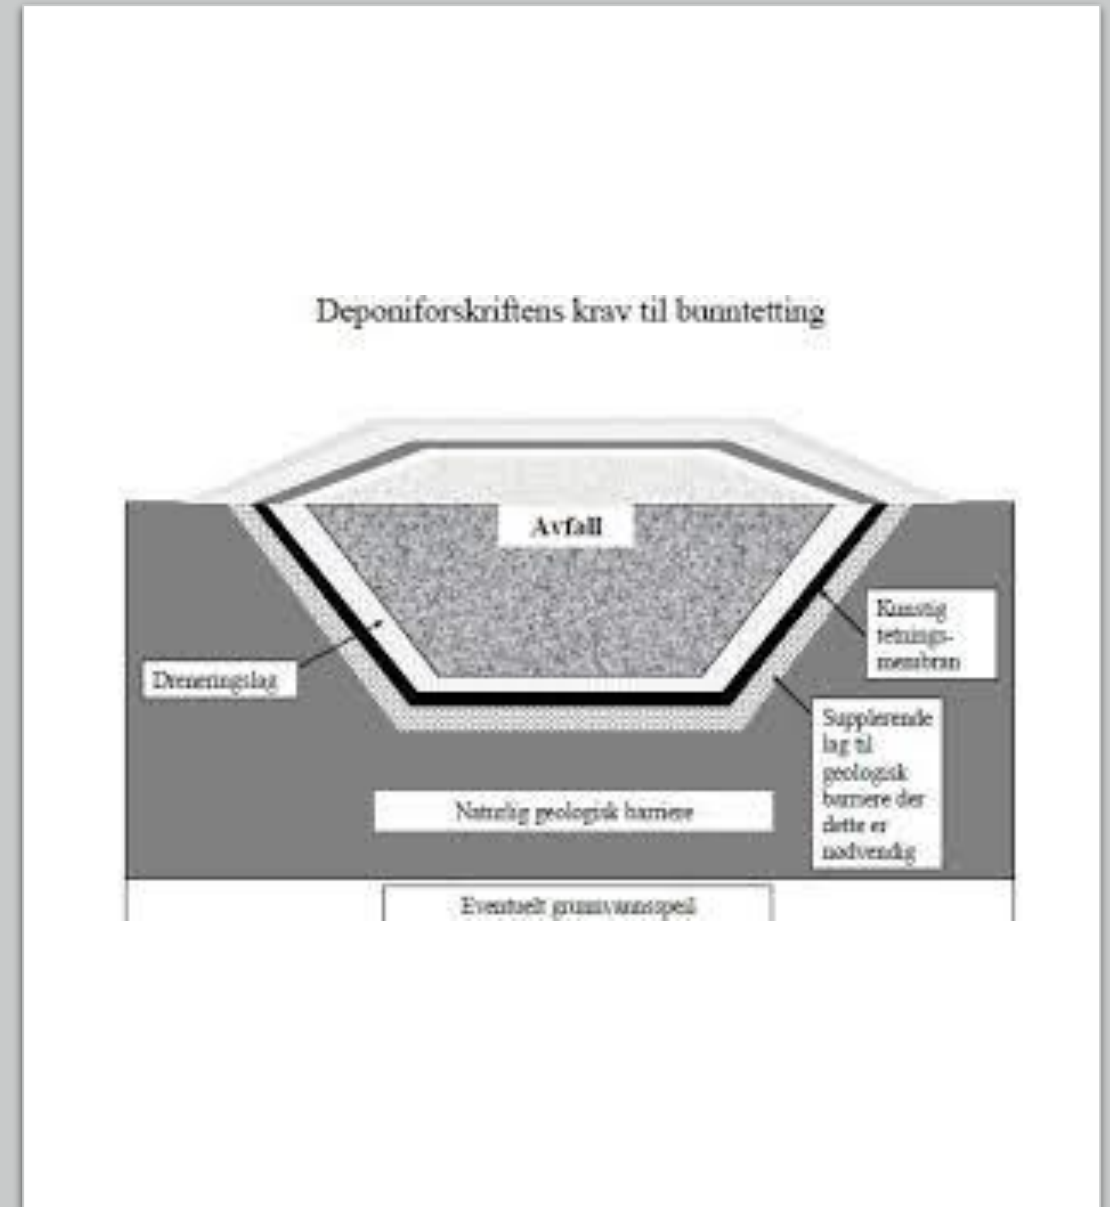 Deponiforskriftens krav til bunntetting
Avfall
Kunstig
tetnings-
membran
Dreneringslag
Supplerende
lag til
geologisk
barriere der
dette er
nødvendig
Naturlig geologisk barriere
Eventuelt grunnvannsspeil